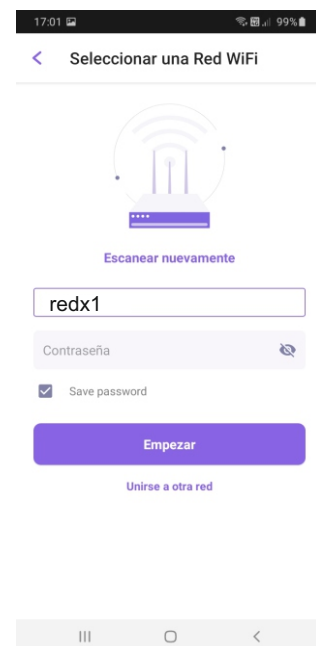 17:01 99%
Seleccionar una Red WiFi
Escanear nuevamente
redx1
Contraseña
Save password
Empezar
Unirse a otra red